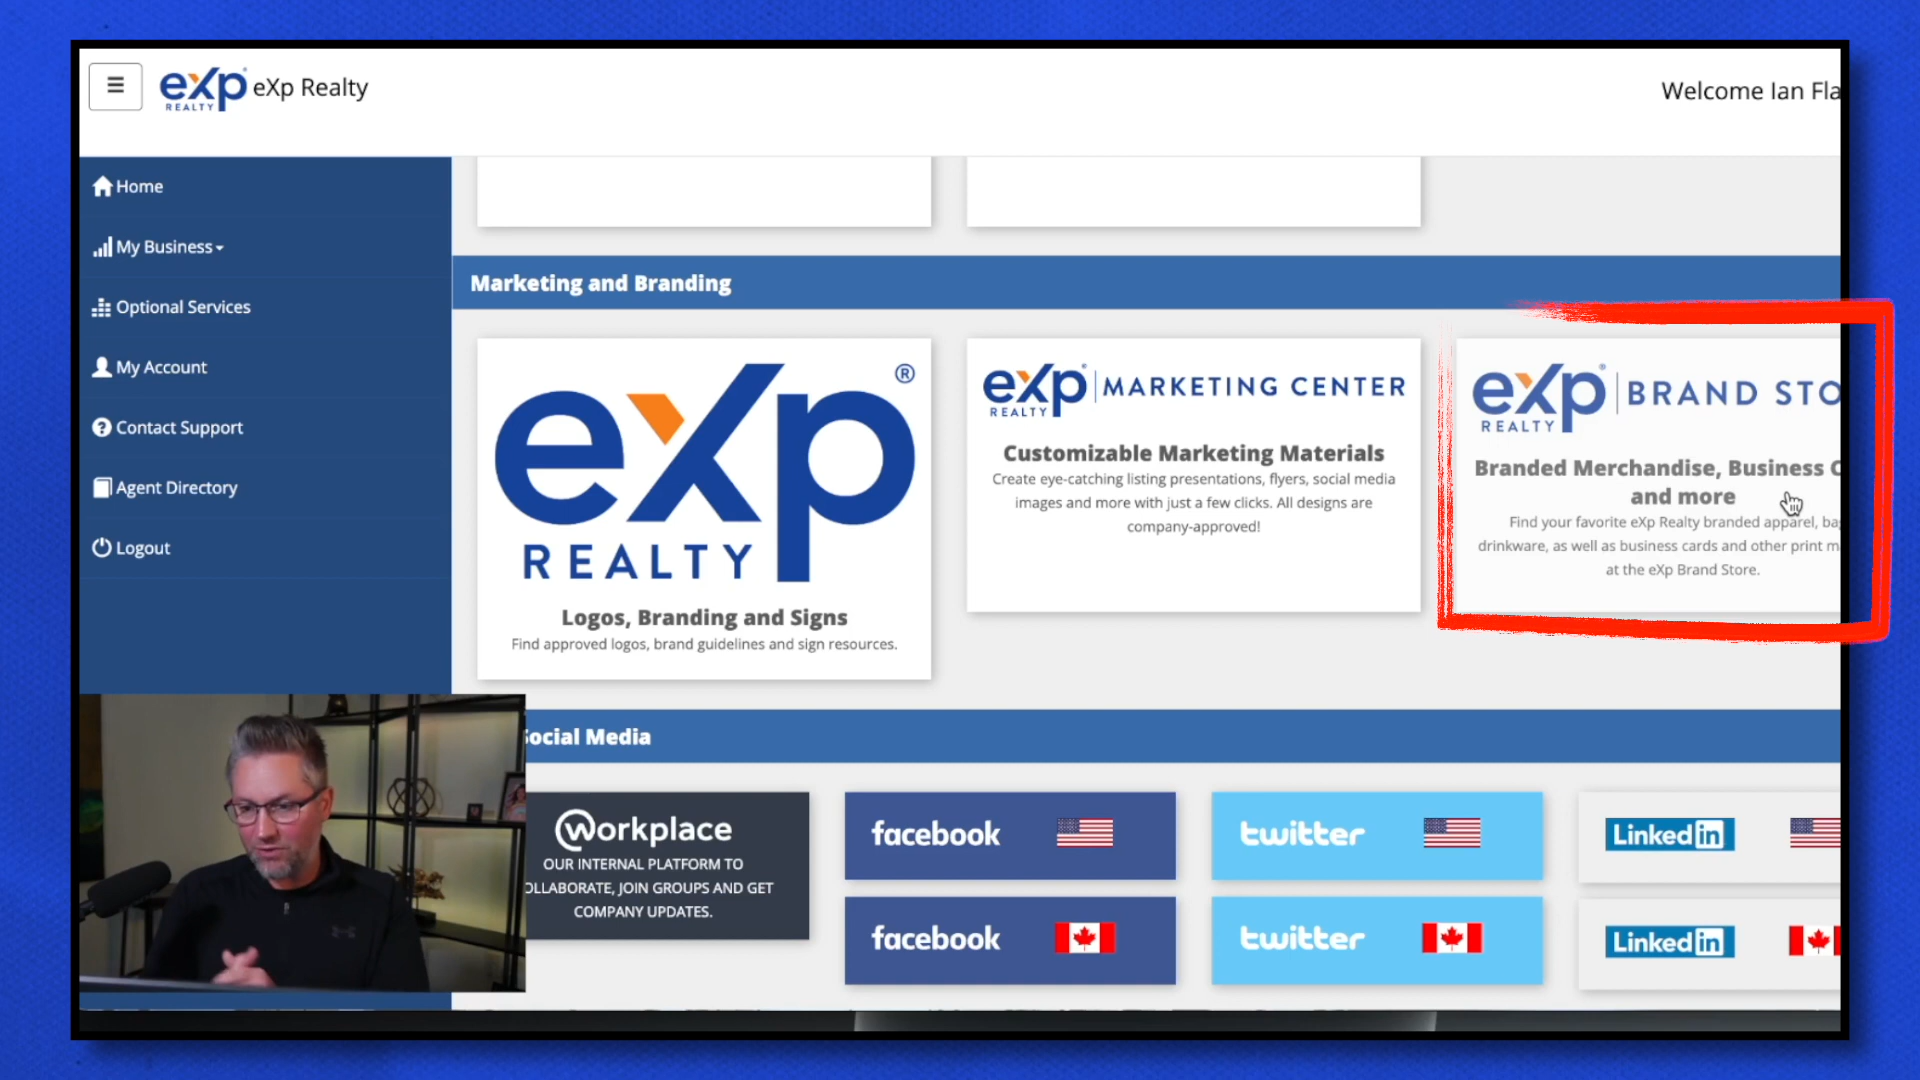 exp REALTY eXp Realty
Welcome Ian Fla
Home
My Business
Optional Services
My Account
Contact Support
Agent Directory
Logout
Marketing and Branding
exp®
REALTY
Logos, Branding and Signs
Find approved logos, brand guidelines and sign resources.
exp REALTY | MARKETING CENTER
Customizable Marketing Materials
Create eye-catching listing presentations, flyers, social media
images and more with just a few clicks. All designs are
company-approved!
exp REALTY | BRAND STO
Branded Merchandise, Business C
and more
Find your favorite eXp Realty branded apparel, ba
drinkware, as well as business cards and other print m
at the eXp Brand Store.
Social Media
Workplace
OUR INTERNAL PLATFORM TO
OLLABORATE, JOIN GROUPS AND GET
COMPANY UPDATES.
facebook
twitter
LinkedIn
facebook
twitter
LinkedIn